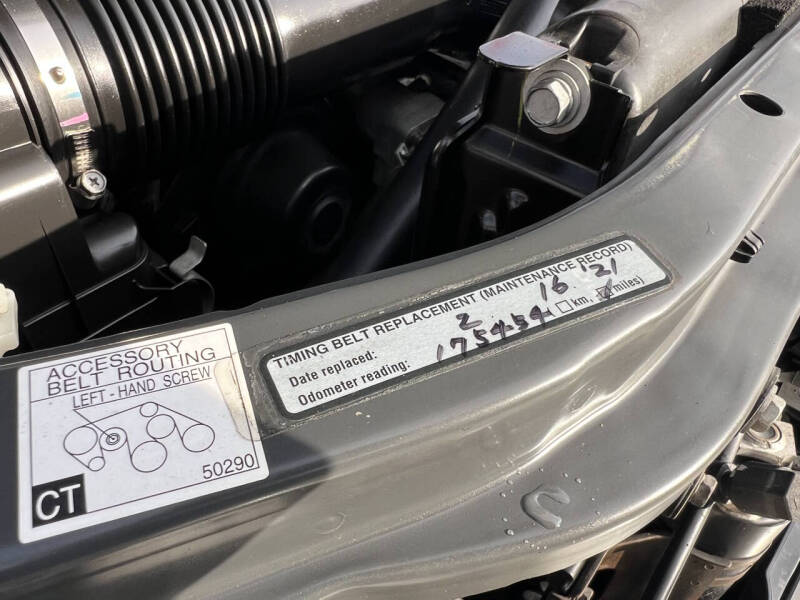 ACCESSORY
BELT ROUTING
LEFT - HAND SCREW
50290
CT
TIMING BELT REPLACEMENT (MAINTENANCE RECORD)
Date replaced: 2 16 '21
Odometer reading: 175454 □km, ☑miles)